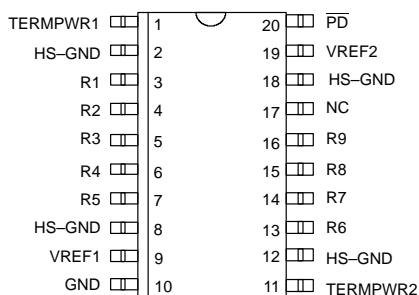 TERMPWR1 1 20 P̅D̅
HS–GND 2 19 VREF2
R1 3 18 HS–GND
R2 4 17 NC
R3 5 16 R9
R4 6 15 R8
R5 7 14 R7
HS–GND 8 13 R6
VREF1 9 12 HS–GND
GND 10 11 TERMPWR2